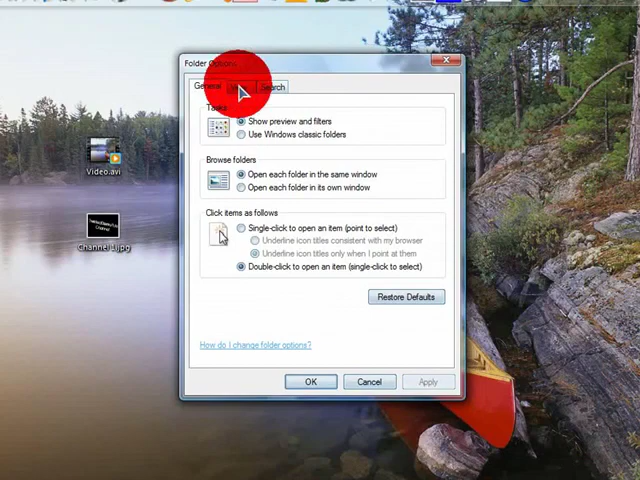 Folder Options
General
Search
Tasks
Show preview and filters
Use Windows classic folders
Browse folders
Open each folder in the same window
Open each folder in its own window
Click items as follows
Single-click to open an item (point to select)
Underline icon titles consistent with my browser
Underline icon titles only when I point at them
Double-click to open an item (single-click to select)
Restore Defaults
How do I change folder options?
OK
Cancel
Apply
Video.avi
Channel 1.jpg